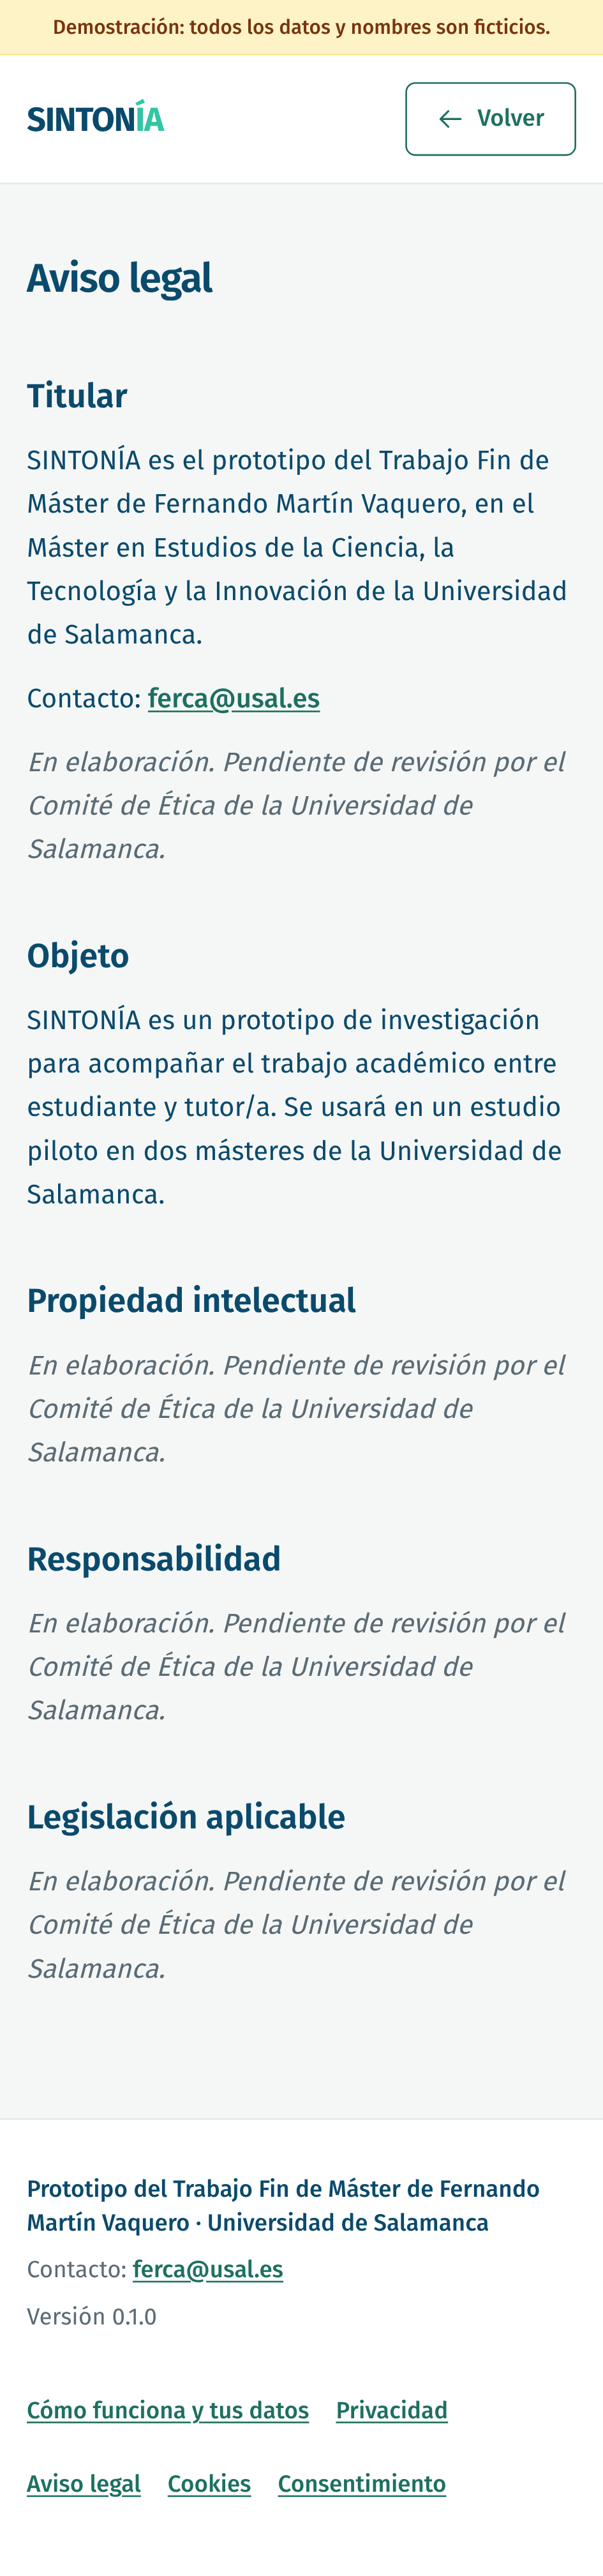 Demostración: todos los datos y nombres son ficticios.
SINTONÍA
← Volver
Aviso legal
Titular
SINTONÍA es el prototipo del Trabajo Fin de
Máster de Fernando Martín Vaquero, en el
Máster en Estudios de la Ciencia, la
Tecnología y la Innovación de la Universidad
de Salamanca.
Contacto: ferca@usal.es
En elaboración. Pendiente de revisión por el
Comité de Ética de la Universidad de
Salamanca.
Objeto
SINTONÍA es un prototipo de investigación
para acompañar el trabajo académico entre
estudiante y tutor/a. Se usará en un estudio
piloto en dos másteres de la Universidad de
Salamanca.
Propiedad intelectual
En elaboración. Pendiente de revisión por el
Comité de Ética de la Universidad de
Salamanca.
Responsabilidad
En elaboración. Pendiente de revisión por el
Comité de Ética de la Universidad de
Salamanca.
Legislación aplicable
En elaboración. Pendiente de revisión por el
Comité de Ética de la Universidad de
Salamanca.
Prototipo del Trabajo Fin de Máster de Fernando
Martín Vaquero · Universidad de Salamanca
Contacto: ferca@usal.es
Versión 0.1.0
Cómo funciona y tus datos Privacidad
Aviso legal Cookies Consentimiento